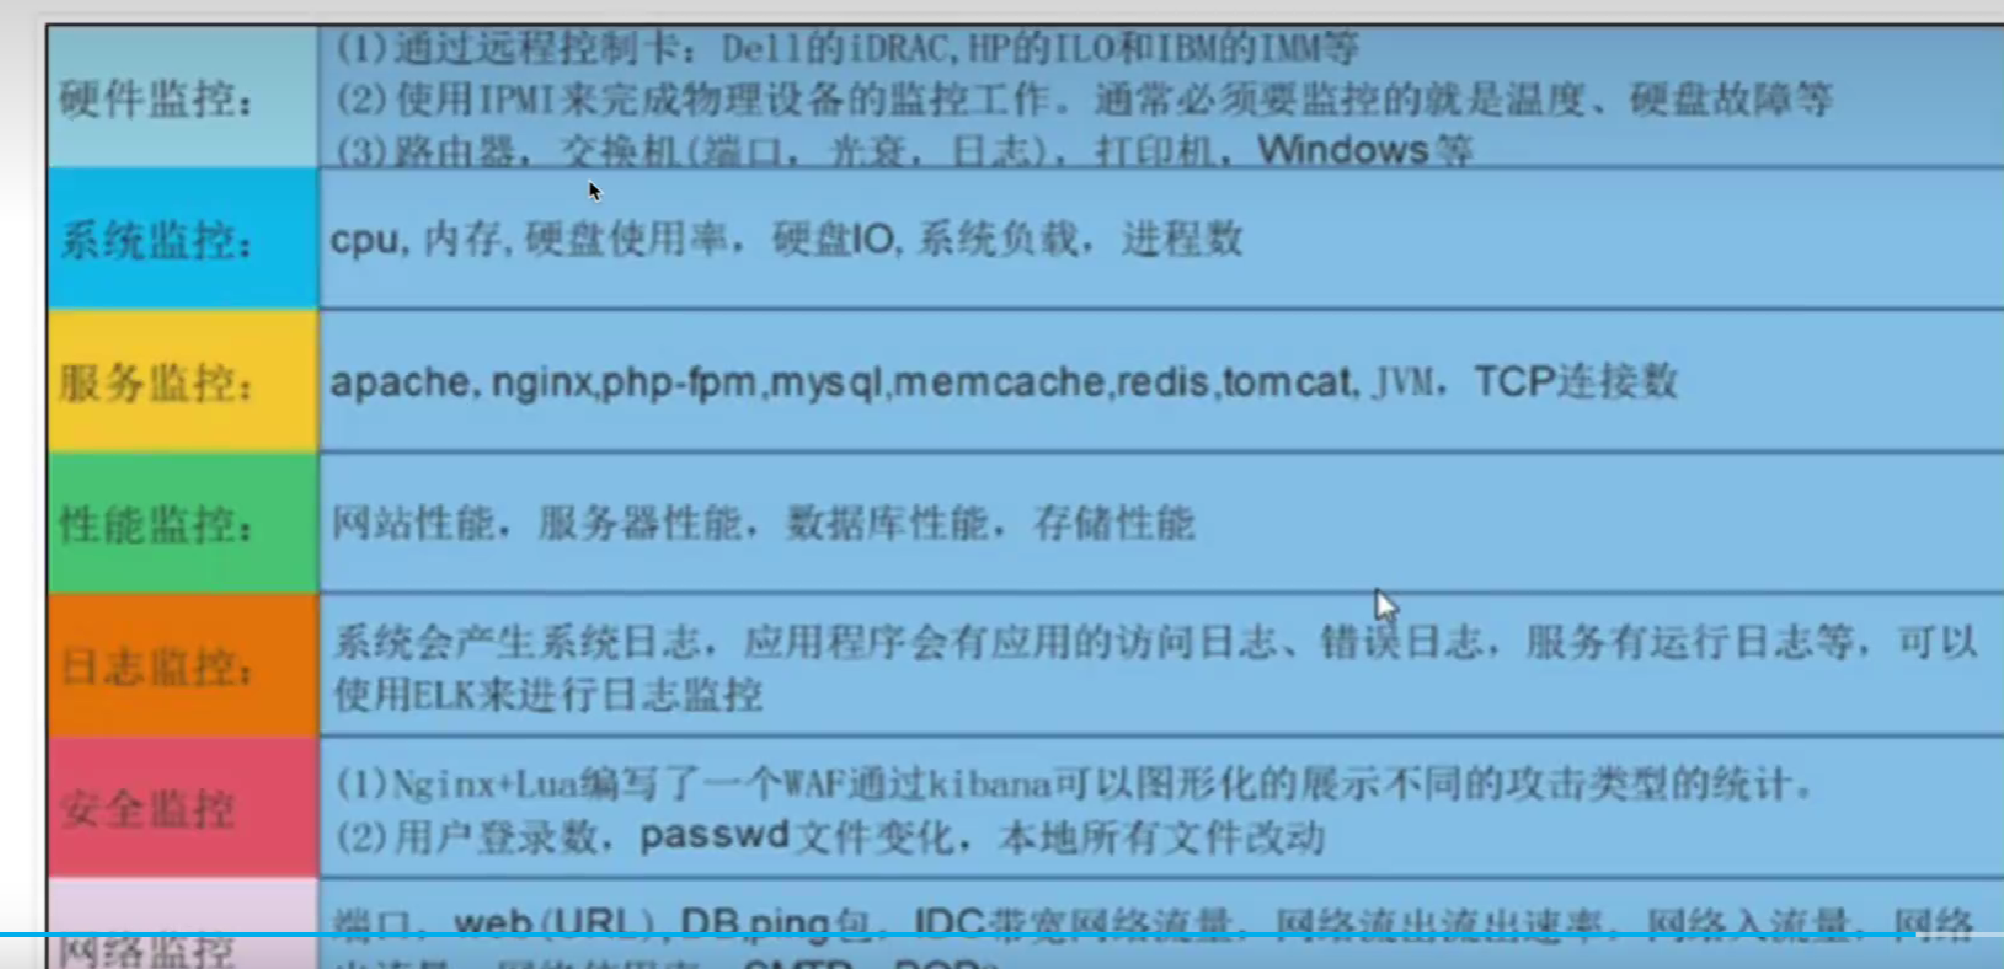 硬件监控：
(1)通过远程控制卡：Dell的iDRAC,HP的ILO和IBM的IMM等
(2)使用IPMI来完成物理设备的监控工作。通常必须要监控的就是温度、硬盘故障等
(3)路由器，交换机(端口，光衰，日志)，打印机，Windows等
系统监控：
cpu, 内存, 硬盘使用率，硬盘IO, 系统负载，进程数
服务监控：
apache, nginx,php-fpm,mysql,memcache,redis,tomcat, JVM，TCP连接数
性能监控：
网站性能，服务器性能，数据库性能，存储性能
日志监控：
系统会产生系统日志，应用程序会有应用的访问日志、错误日志，服务有运行日志等，可以
使用ELK来进行日志监控
安全监控
(1)Nginx+Lua编写了一个WAF通过kibana可以图形化的展示不同的攻击类型的统计。
(2)用户登录数，passwd文件变化，本地所有文件改动
网络监控
端口，web(URL),DB,ping包，IDC带宽网络流量，网络流出流出速率，网络入流量，网络